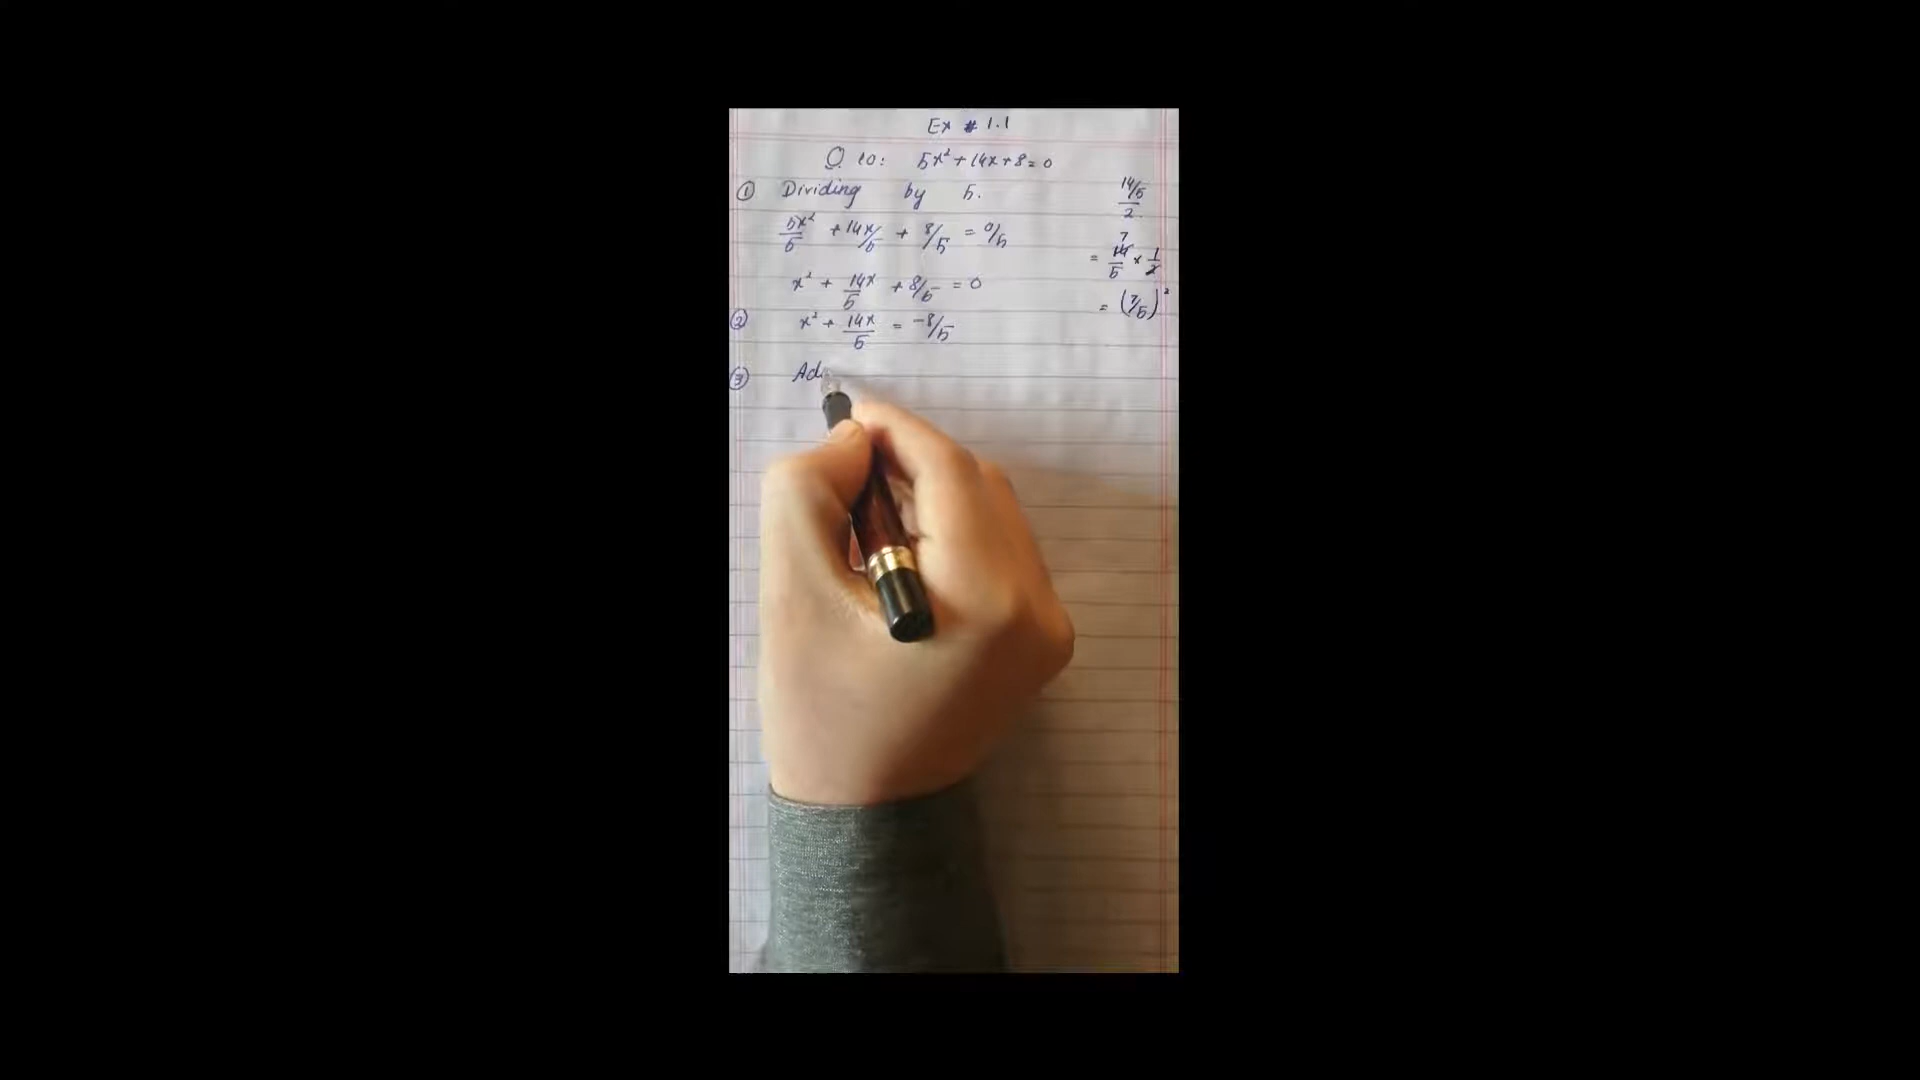 Ex # 1.1
Q 10: 5x² + 14x + 8 = 0
① Dividing by 5.
5x²/5 + 14x/5 + 8/5 = 0/5
x² + 14x/5 + 8/5 = 0
② x² + 14x/5 = -8/5
③ Ad
14/5
2
7
= 14/5 × 1/2
= (7/5)²